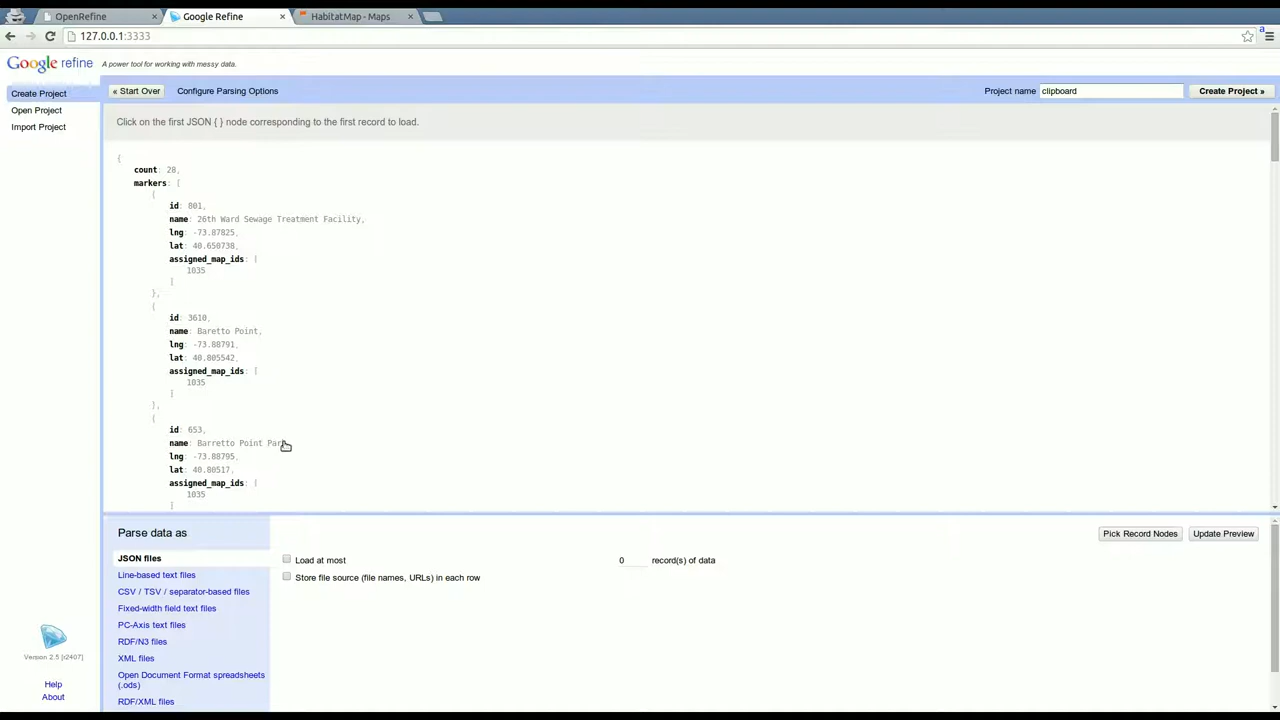 OpenRefine × Google Refine × HabitatMap - Maps ×
127.0.0.1:3333
Google refine A power tool for working with messy data.
Create Project
Open Project
Import Project
« Start Over Configure Parsing Options Project name clipboard Create Project »
Click on the first JSON { } node corresponding to the first record to load.
{
count: 28,
markers: [
{
id: 801,
name: 26th Ward Sewage Treatment Facility,
lng: -73.87825,
lat: 40.650738,
assigned_map_ids: [
1035
]
},
{
id: 3610,
name: Baretto Point,
lng: -73.88791,
lat: 40.805542,
assigned_map_ids: [
1035
]
},
{
id: 653,
name: Barretto Point Park,
lng: -73.88795,
lat: 40.80517,
assigned_map_ids: [
1035
]
Parse data as
JSON files
Line-based text files
CSV / TSV / separator-based files
Fixed-width field text files
PC-Axis text files
RDF/N3 files
XML files
Open Document Format spreadsheets
(.ods)
RDF/XML files
Pick Record Nodes Update Preview
Load at most 0 record(s) of data
Store file source (file names, URLs) in each row
Version 2.5 [r2407]
Help
About